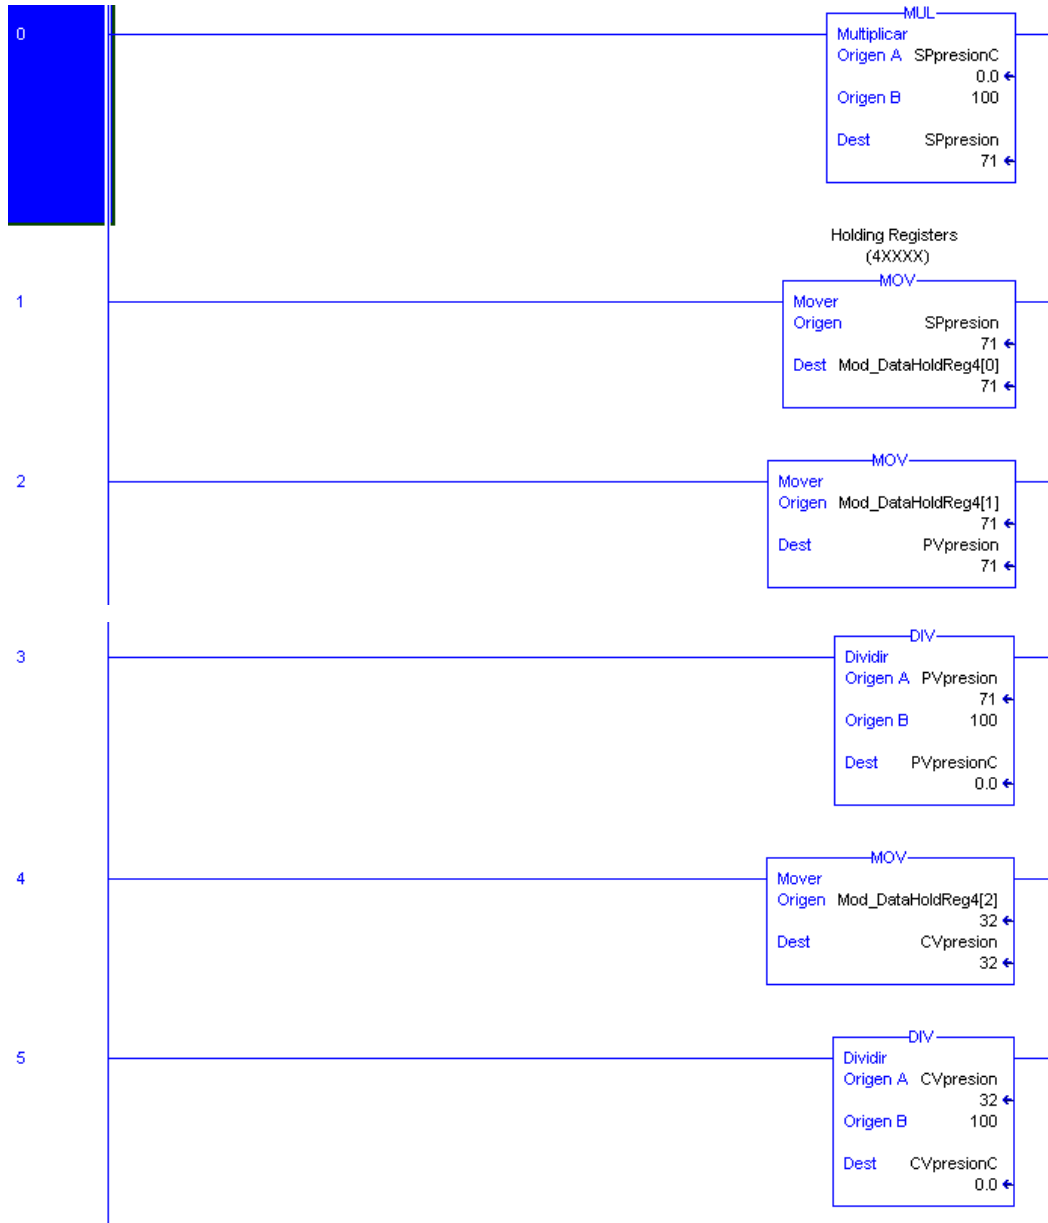 0
MUL
Multiplicar
Origen A SPpresionC
0.0
Origen B 100
Dest SPpresion
71
Holding Registers
(4XXXX)
1
MOV
Mover
Origen SPpresion
71
Dest Mod_DataHoldReg4[0]
71
2
MOV
Mover
Origen Mod_DataHoldReg4[1]
71
Dest PVpresion
71
3
DIV
Dividir
Origen A PVpresion
71
Origen B 100
Dest PVpresionC
0.0
4
MOV
Mover
Origen Mod_DataHoldReg4[2]
32
Dest CVpresion
32
5
DIV
Dividir
Origen A CVpresion
32
Origen B 100
Dest CVpresionC
0.0